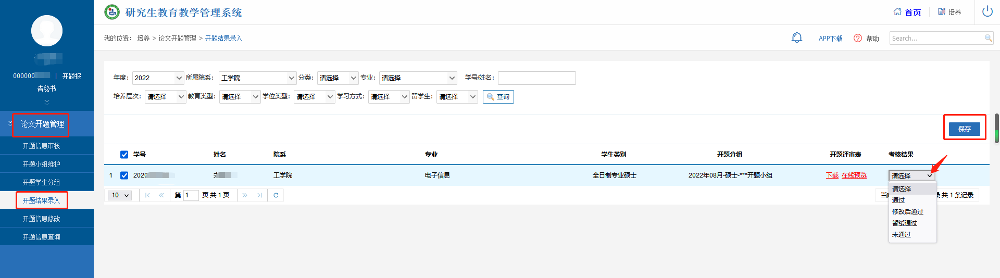 研究生教育教学管理系统
首页
培养
000000
开题报
告秘书
我的位置： 培养 > 论文开题管理 > 开题结果录入
APP下载
帮助
Search...
论文开题管理
开题信息审核
开题小组维护
开题学生分组
开题结果录入
开题信息修改
开题信息查询
年度： 2022 所属院系： 工学院 分类： 请选择 专业： 请选择 学号/姓名：
培养层次： 请选择 教育类型： 请选择 学位类型： 请选择 学习方式： 请选择 留学生： 请选择 查询
保存
学号 姓名 院系 专业 学生类别 开题分组 开题评审表 考核结果
1 2020 工学院 电子信息 全日制专业硕士 2022年08月-硕士-***开题小组 下载 在线预览 请选择
请选择
通过
修改后通过
暂缓通过
未通过
10 第 1 页 共 1 页
共 1 条记录